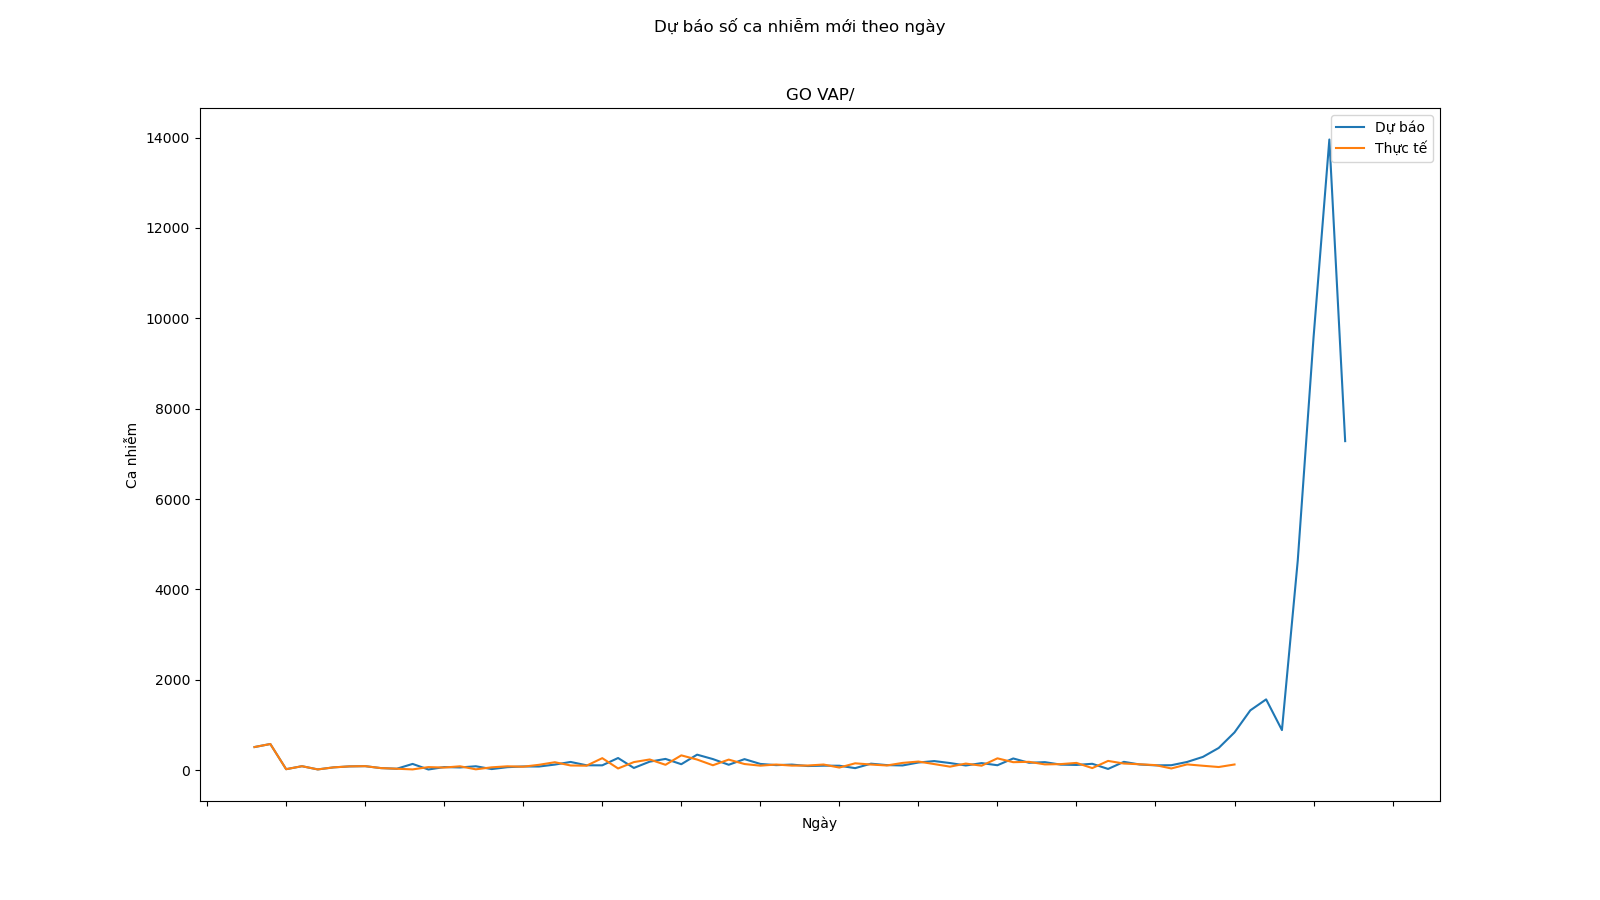 Dự báo số ca nhiễm mới theo ngày
GO VAP/
14000
12000
10000
8000
6000
4000
2000
0
Ca nhiễm
Dự báo
Thực tế
Ngày